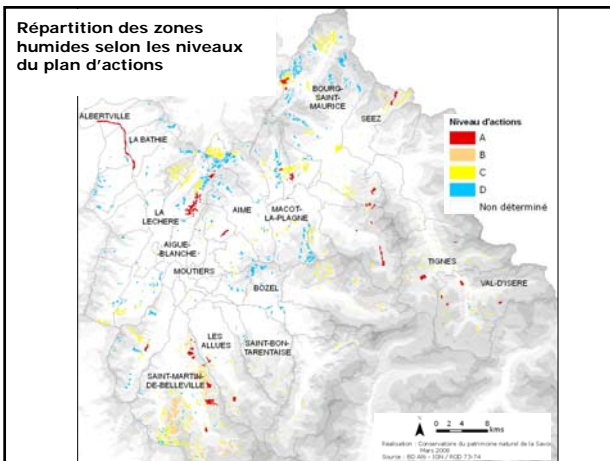 Répartition des zones
humides selon les niveaux
du plan d'actions
BOURG-
SAINT-
MAURICE
SEEZ
ALBERTVILLE
LA BATHIE
Niveau d'actions
A
B
C
D
Non déterminé
LA
LECHERE
AIME
MACOT-
LA-PLAGNE
AIGUE-
BLANCHE
MOUTIERS
BOZEL
TIGNES
VAL-D'ISERE
LES
ALLUES
SAINT-BON-
TARENTAISE
SAINT-MARTIN-
DE-BELLEVILLE
0 2 4 8
kms
Réalisation : Conservatoire du patrimoine naturel de la Savoie
Mars 2008
Source : BD Alti - IGN / RGD 73-74